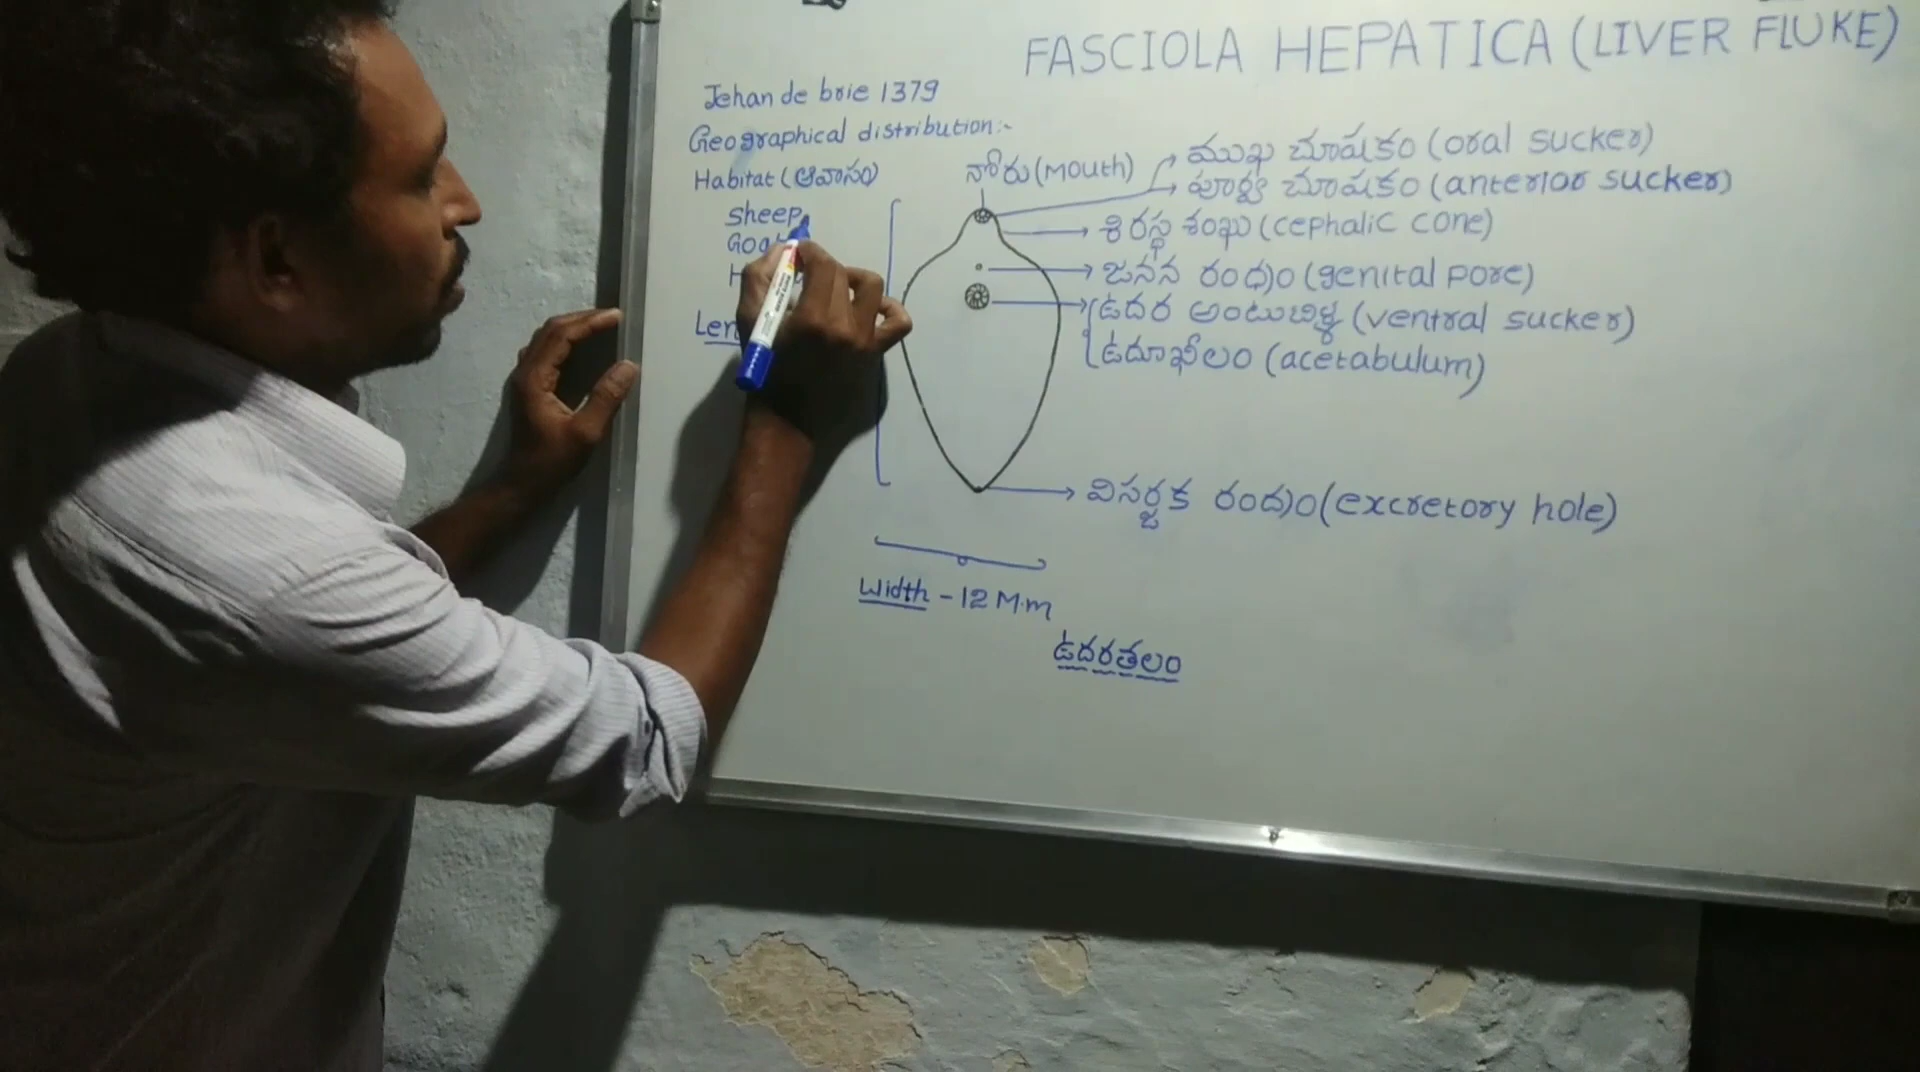 FASCIOLA HEPATICA (LIVER FLUKE)
Jehan de brie 1379
Geographical distribution:-
Habitat (ఆవాసం)
Sheep
నోరు (Mouth)
ముఖ చూషకం (oral sucker)
పూర్వ చూషకం (anterior sucker)
శిరస్థ శంఖు (cephalic cone)
జనన రంధ్రం (genital pore)
ఉదర అంటుబిళ్ళ (ventral sucker)
ఉదూఖలం (acetabulum)
విసర్జక రంధ్రం (excretory hole)
Width - 12 M.m
ఉదరతలం